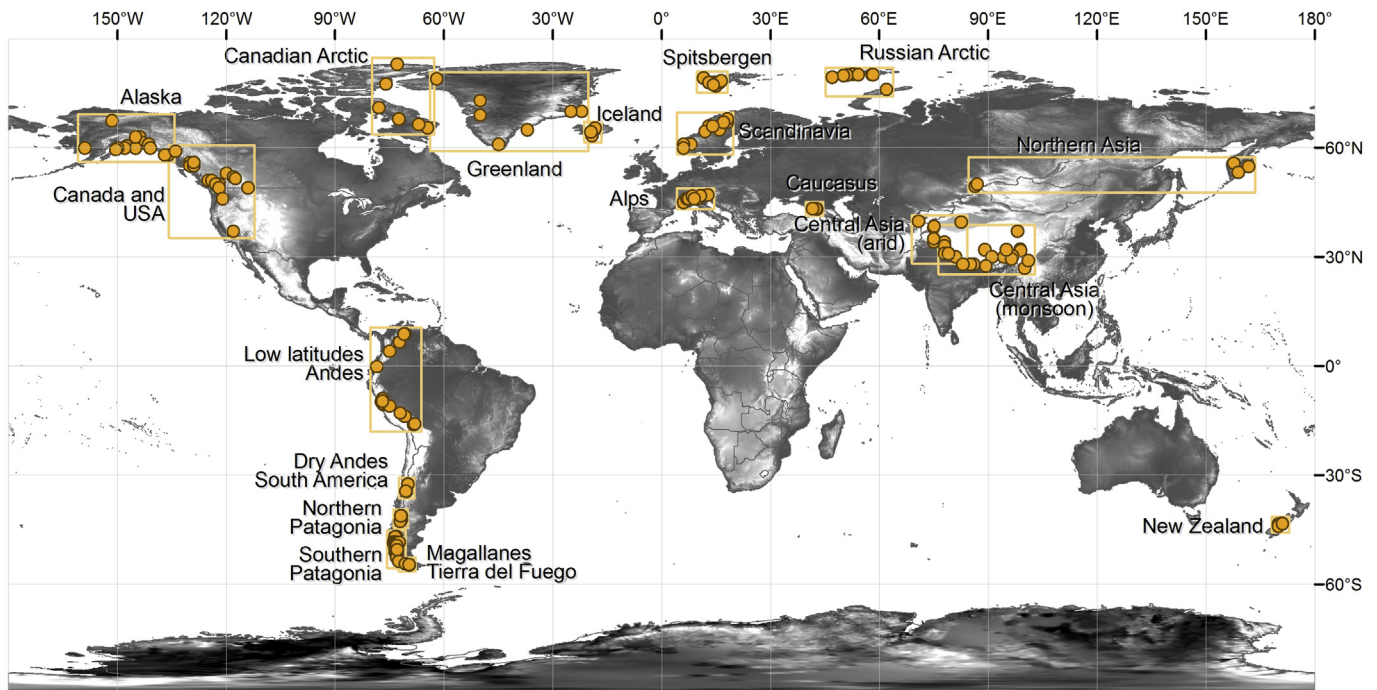 150°W 120°W 90°W 60°W 30°W 0° 30°E 60°E 90°E 120°E 150°E 180°
Canadian Arctic
Spitsbergen
Russian Arctic
Alaska
Iceland
Scandinavia
Northern Asia
60°N
Greenland
Canada and
USA
Alps
Caucasus
Central Asia
(arid)
30°N
Central Asia
(monsoon)
Low latitudes
Andes
0°
Dry Andes
South America
30°S
Northern
Patagonia
New Zealand
Southern
Patagonia
Magallanes
Tierra del Fuego
60°S